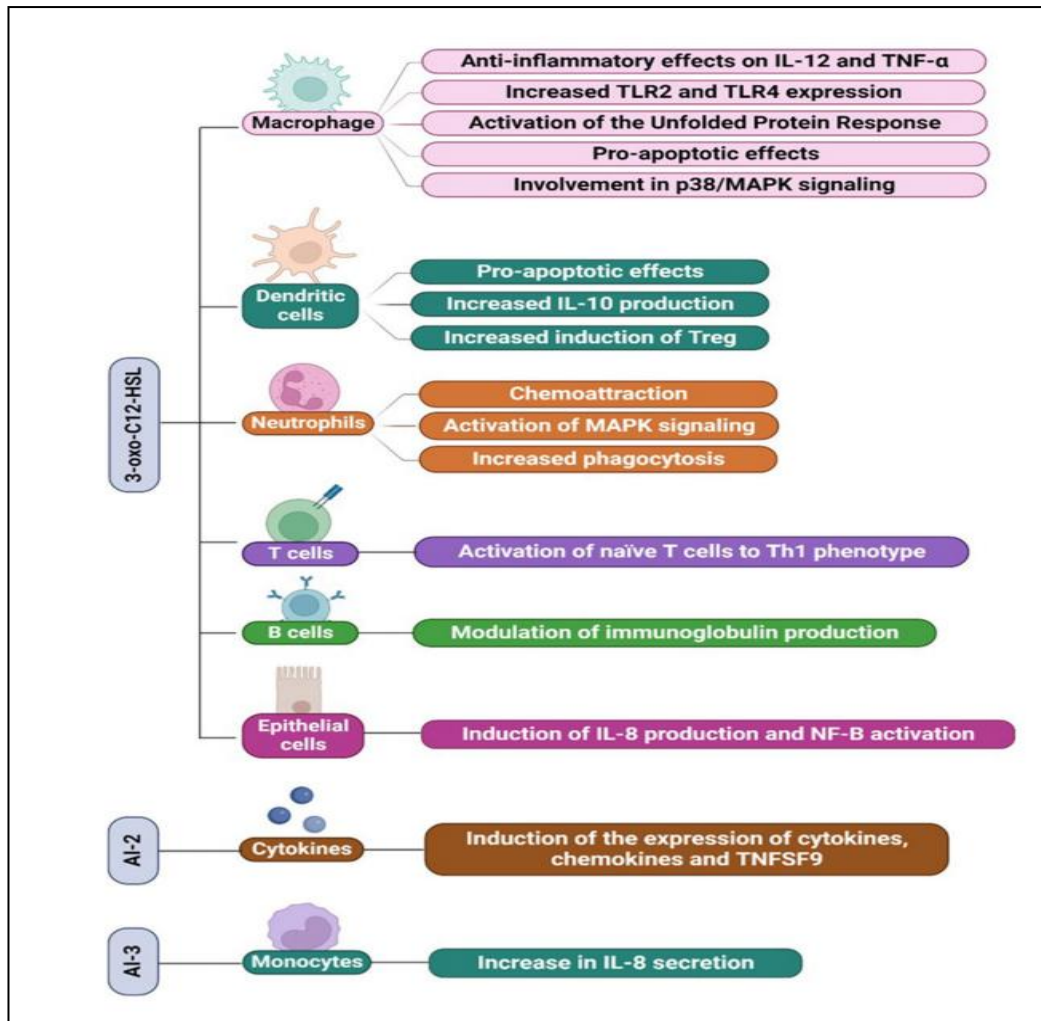 3-oxo-C12-HSL
Macrophage
Anti-inflammatory effects on IL-12 and TNF-α
Increased TLR2 and TLR4 expression
Activation of the Unfolded Protein Response
Pro-apoptotic effects
Involvement in p38/MAPK signaling
Dendritic
cells
Pro-apoptotic effects
Increased IL-10 production
Increased induction of Treg
Neutrophils
Chemoattraction
Activation of MAPK signaling
Increased phagocytosis
T cells
Activation of naïve T cells to Th1 phenotype
B cells
Modulation of immunoglobulin production
Epithelial
cells
Induction of IL-8 production and NF-B activation
AI-2
Cytokines
Induction of the expression of cytokines,
chemokines and TNFSF9
AI-3
Monocytes
Increase in IL-8 secretion